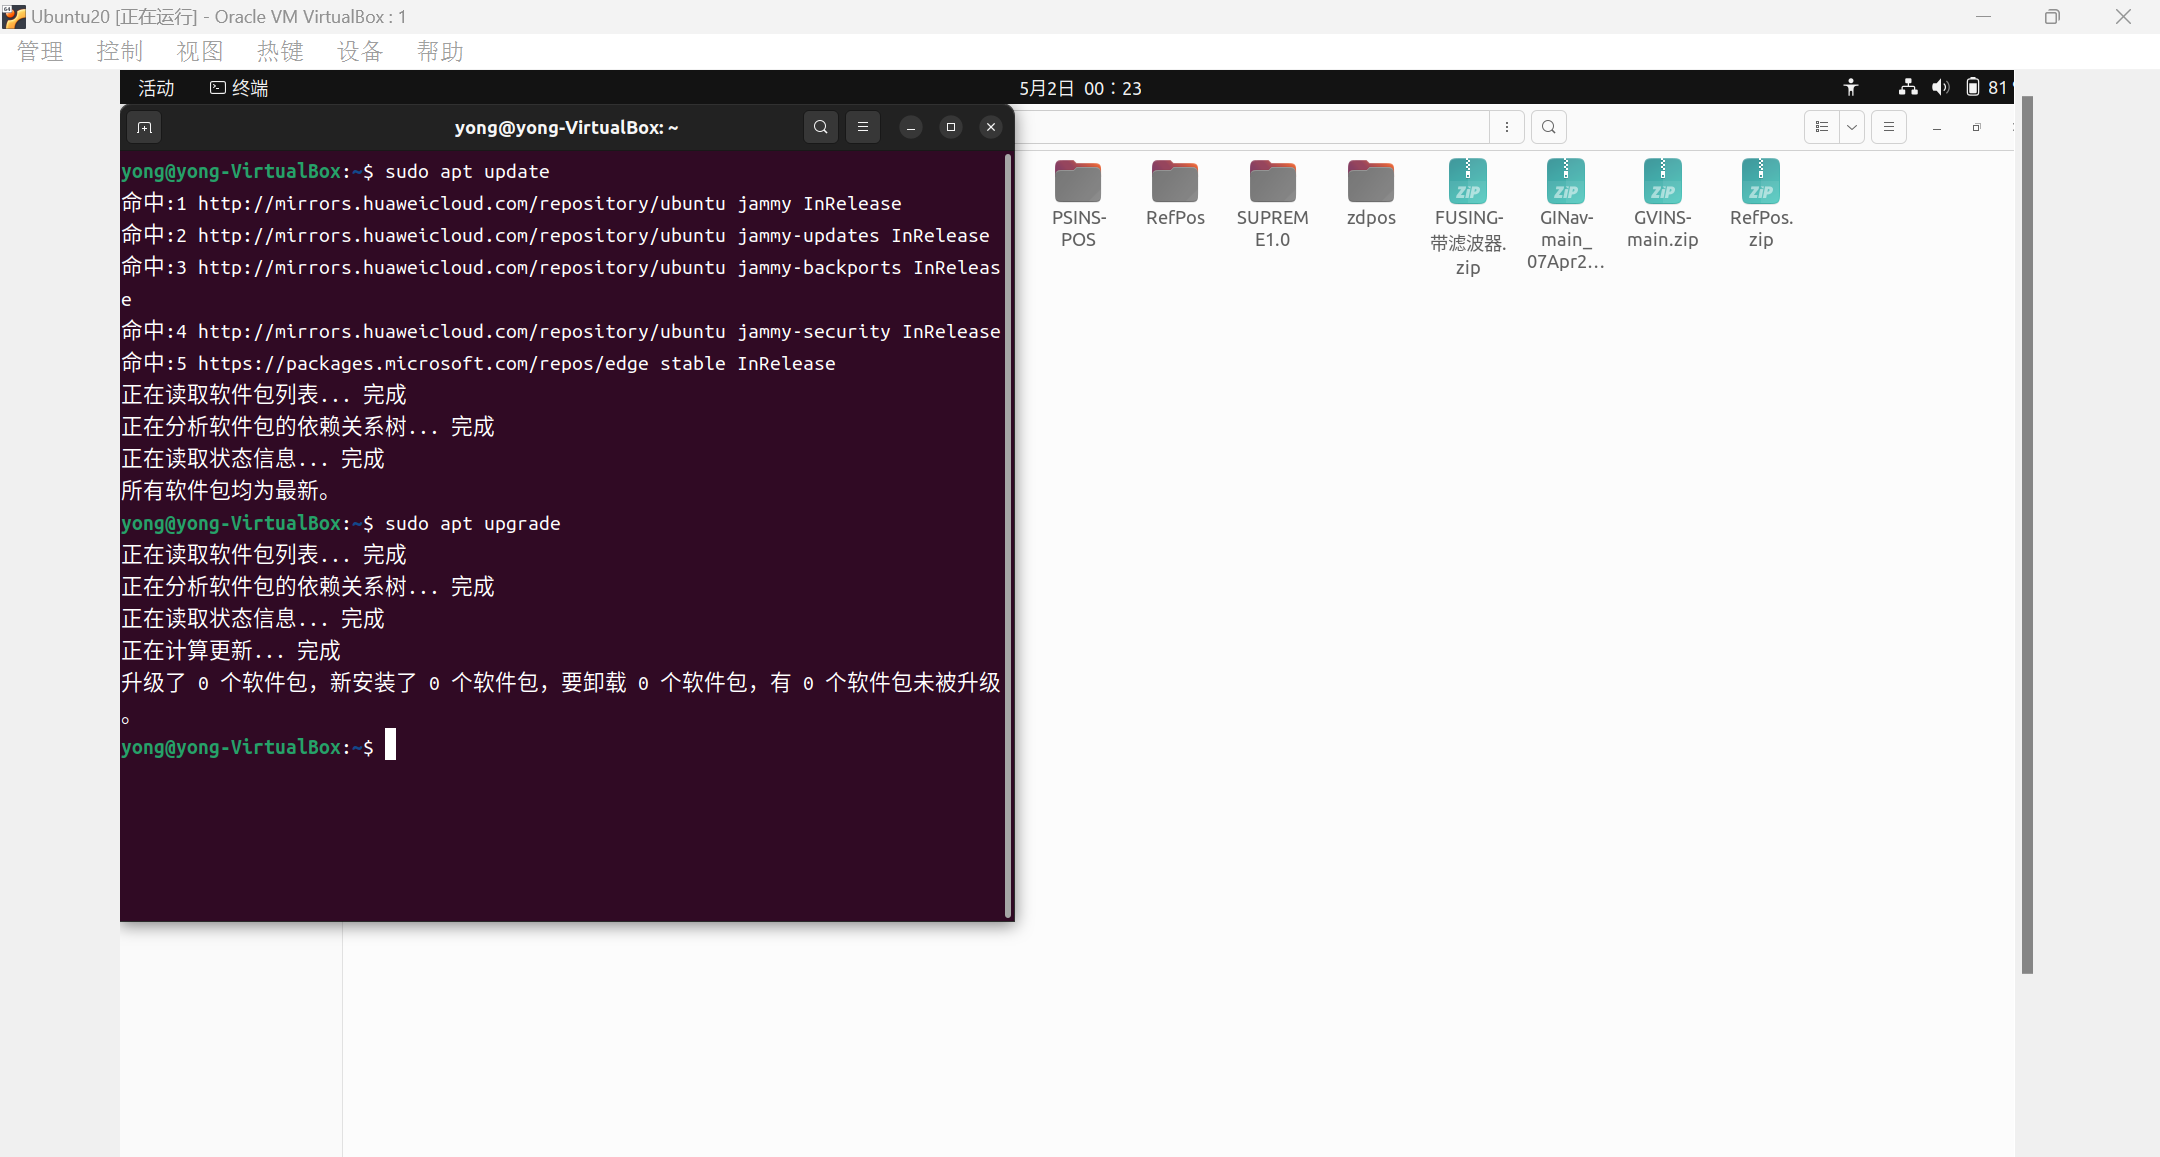 Ubuntu20 [正在运行] - Oracle VM VirtualBox : 1
管理 控制 视图 热键 设备 帮助
活动 终端 5月2日 00：23 81
yong@yong-VirtualBox: ~
yong@yong-VirtualBox:~$ sudo apt update
命中:1 http://mirrors.huaweicloud.com/repository/ubuntu jammy InRelease
命中:2 http://mirrors.huaweicloud.com/repository/ubuntu jammy-updates InRelease
命中:3 http://mirrors.huaweicloud.com/repository/ubuntu jammy-backports InReleas
e
命中:4 http://mirrors.huaweicloud.com/repository/ubuntu jammy-security InRelease
命中:5 https://packages.microsoft.com/repos/edge stable InRelease
正在读取软件包列表... 完成
正在分析软件包的依赖关系树... 完成
正在读取状态信息... 完成
所有软件包均为最新。
yong@yong-VirtualBox:~$ sudo apt upgrade
正在读取软件包列表... 完成
正在分析软件包的依赖关系树... 完成
正在读取状态信息... 完成
正在计算更新... 完成
升级了 0 个软件包，新安装了 0 个软件包，要卸载 0 个软件包，有 0 个软件包未被升级
。
yong@yong-VirtualBox:~$
PSINS-
POS
RefPos
SUPREM
E1.0
zdpos
FUSING-
带滤波器.
zip
GINav-
main_
07Apr2...
GVINS-
main.zip
RefPos.
zip
ZIP
ZIP
ZIP
ZIP